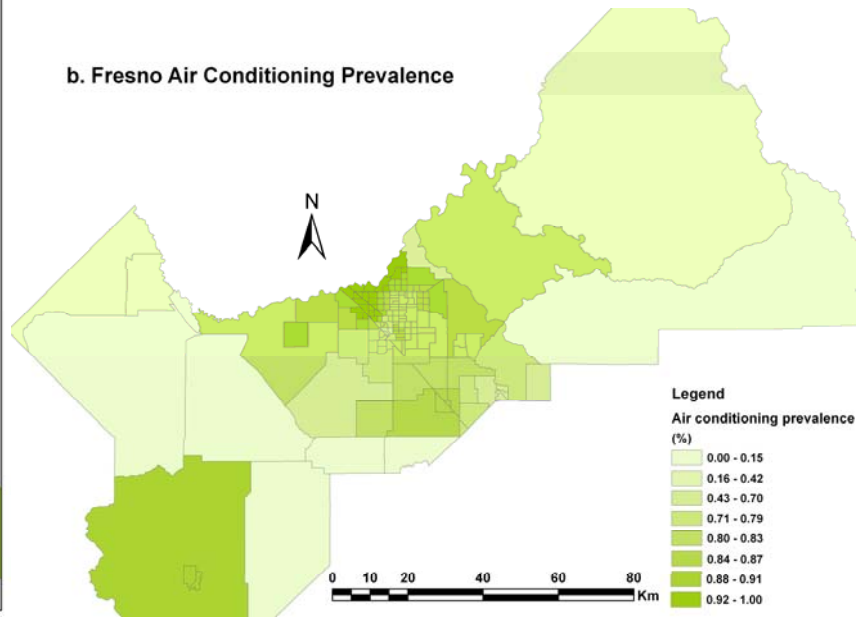 b. Fresno Air Conditioning Prevalence
N
Legend
Air conditioning prevalence
(%)
0.00 - 0.15
0.16 - 0.42
0.43 - 0.70
0.71 - 0.79
0.80 - 0.83
0.84 - 0.87
0.88 - 0.91
0.92 - 1.00
0 10 20 40 60 80
Km